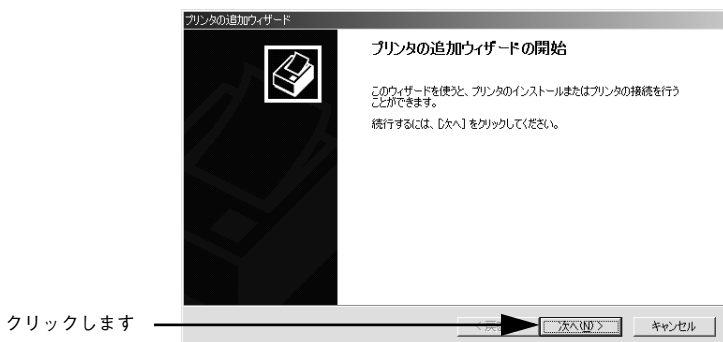 プリンタの追加ウィザード
プリンタの追加ウィザードの開始
このウィザードを使うと、プリンタのインストールまたはプリンタの接続を行う
ことができます。
続行するには、[次へ] をクリックしてください。
クリックします
< 戻
次へ(N) >
キャンセル